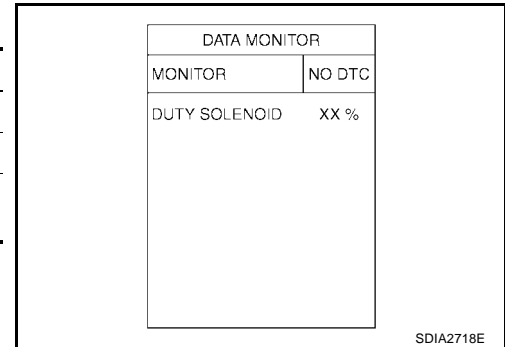 DATA MONITOR
MONITOR NO DTC
DUTY SOLENOID XX %
SDIA2718E